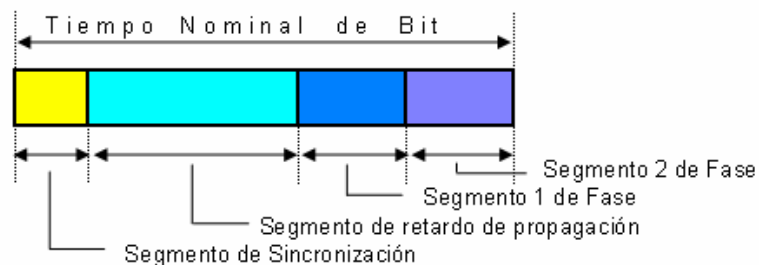 Tiempo Nominal de Bit
Segmento 2 de Fase
Segmento 1 de Fase
Segmento de retardo de propagación
Segmento de Sincronización